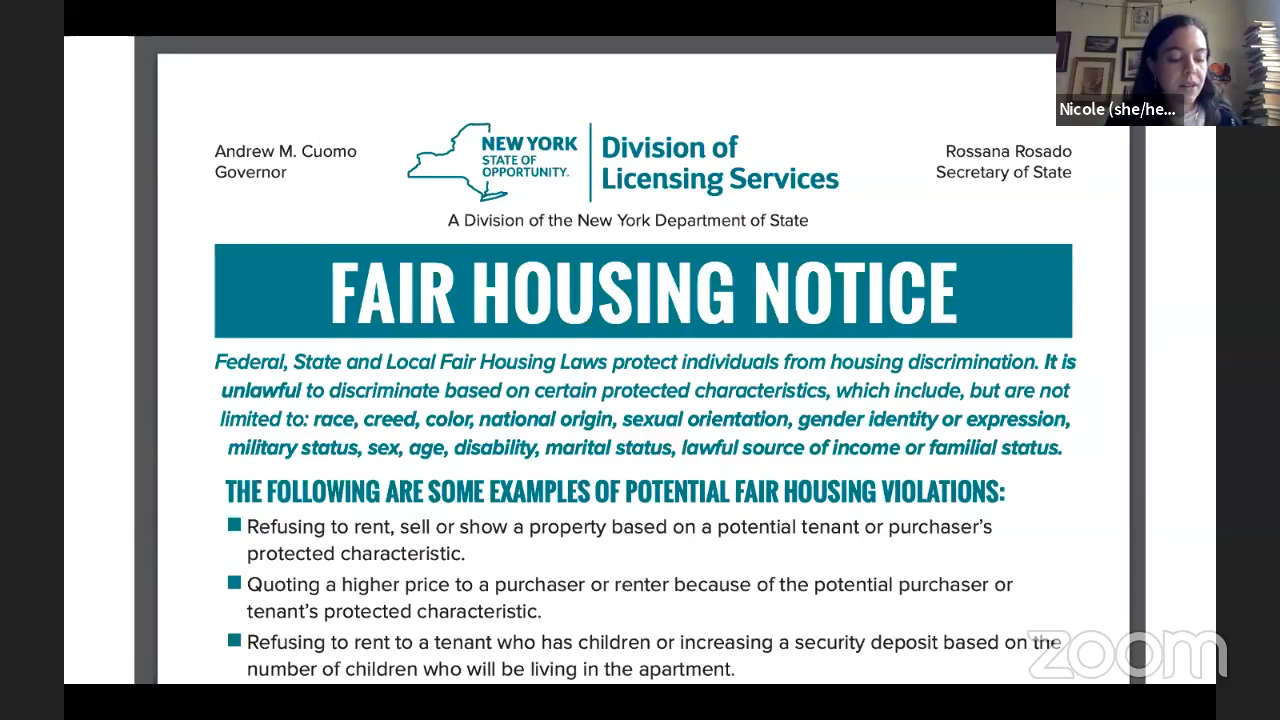 Nicole (she/he...
Andrew M. Cuomo
Governor
NEW YORK
STATE OF
OPPORTUNITY.
Division of
Licensing Services
Rossana Rosado
Secretary of State
A Division of the New York Department of State
FAIR HOUSING NOTICE
Federal, State and Local Fair Housing Laws protect individuals from housing discrimination. It is
unlawful to discriminate based on certain protected characteristics, which include, but are not
limited to: race, creed, color, national origin, sexual orientation, gender identity or expression,
military status, sex, age, disability, marital status, lawful source of income or familial status.
THE FOLLOWING ARE SOME EXAMPLES OF POTENTIAL FAIR HOUSING VIOLATIONS:
Refusing to rent, sell or show a property based on a potential tenant or purchaser's
protected characteristic.
Quoting a higher price to a purchaser or renter because of the potential purchaser or
tenant's protected characteristic.
Refusing to rent to a tenant who has children or increasing a security deposit based on the
number of children who will be living in the apartment.
zoom